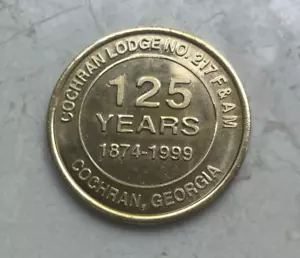 COCHRAN LODGE NO. 217 F & AM
125
YEARS
1874-1999
COCHRAN, GEORGIA